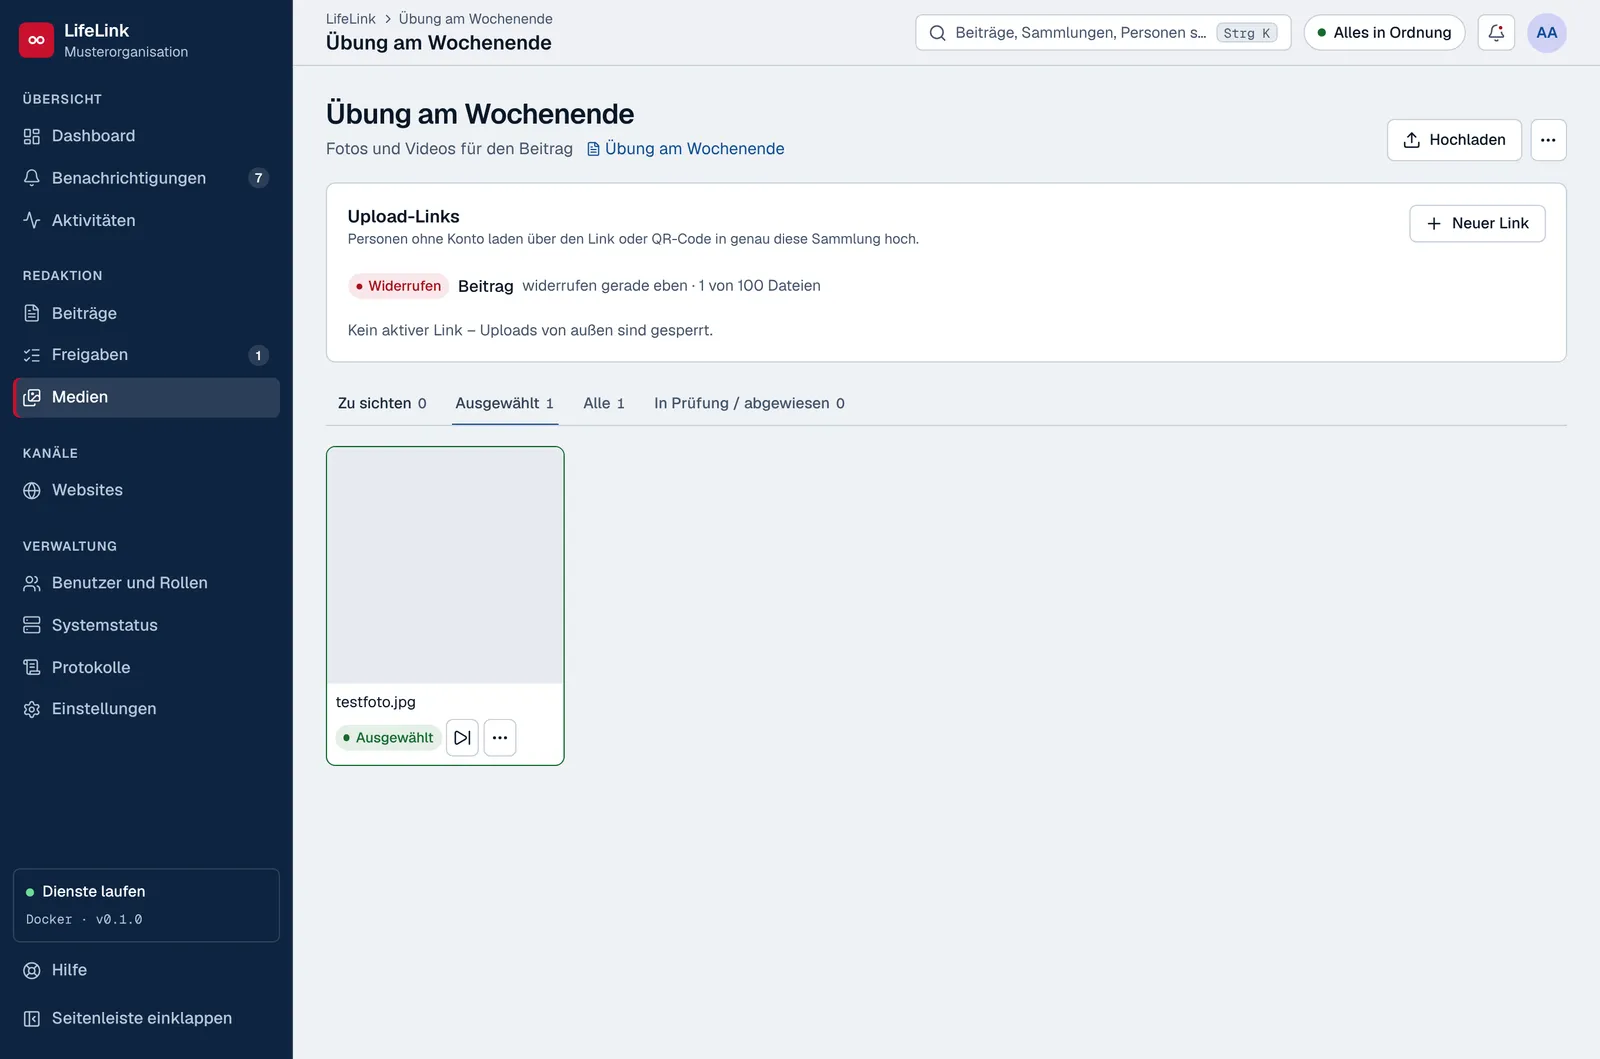 LifeLink
Musterorganisation
ÜBERSICHT
Dashboard
Benachrichtigungen 7
Aktivitäten
REDAKTION
Beiträge
Freigaben 1
Medien
KANÄLE
Websites
VERWALTUNG
Benutzer und Rollen
Systemstatus
Protokolle
Einstellungen
Dienste laufen
Docker · v0.1.0
Hilfe
Seitenleiste einklappen
LifeLink > Übung am Wochenende
Übung am Wochenende
Beiträge, Sammlungen, Personen s... Strg K
Alles in Ordnung
AA
Übung am Wochenende
Fotos und Videos für den Beitrag Übung am Wochenende
Hochladen
Upload-Links
Personen ohne Konto laden über den Link oder QR-Code in genau diese Sammlung hoch.
Neuer Link
Widerrufen Beitrag widerrufen gerade eben · 1 von 100 Dateien
Kein aktiver Link – Uploads von außen sind gesperrt.
Zu sichten 0 Ausgewählt 1 Alle 1 In Prüfung / abgewiesen 0
testfoto.jpg
Ausgewählt